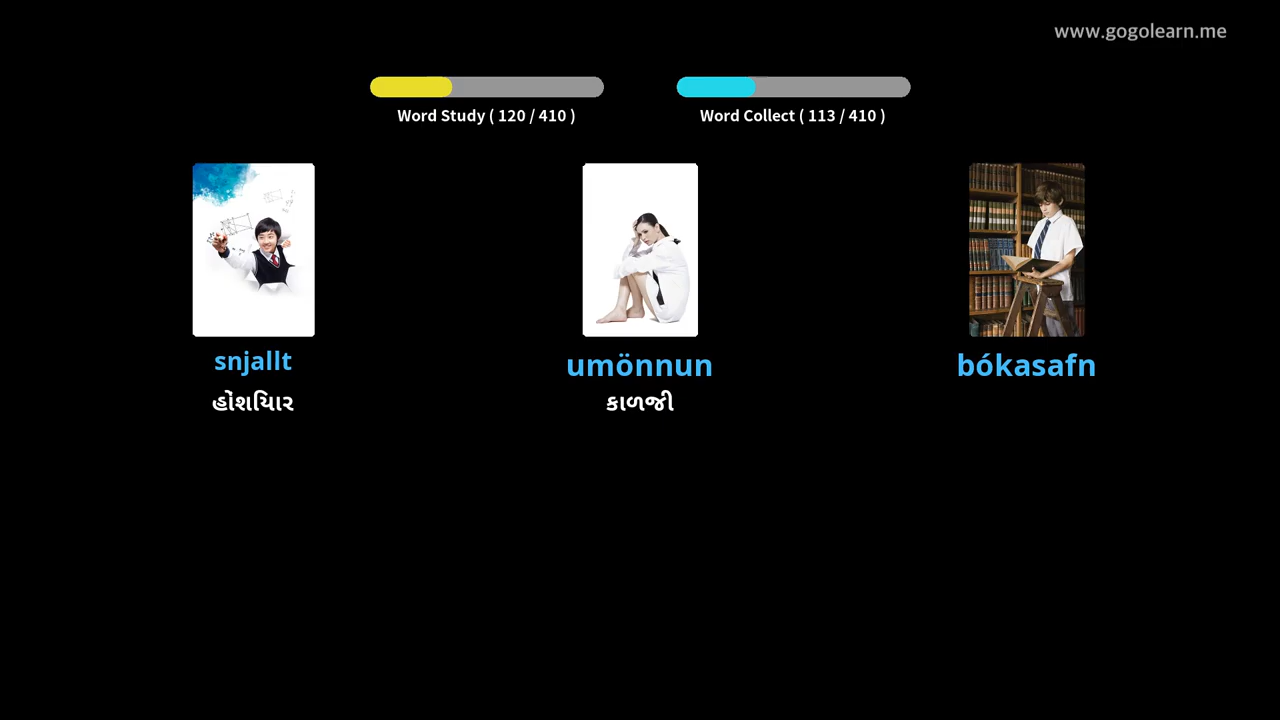 www.gogolearn.me
Word Study ( 120 / 410 )
Word Collect ( 113 / 410 )
snjallt
umönnun
bókasafn
હોશિયાર
કાળજી